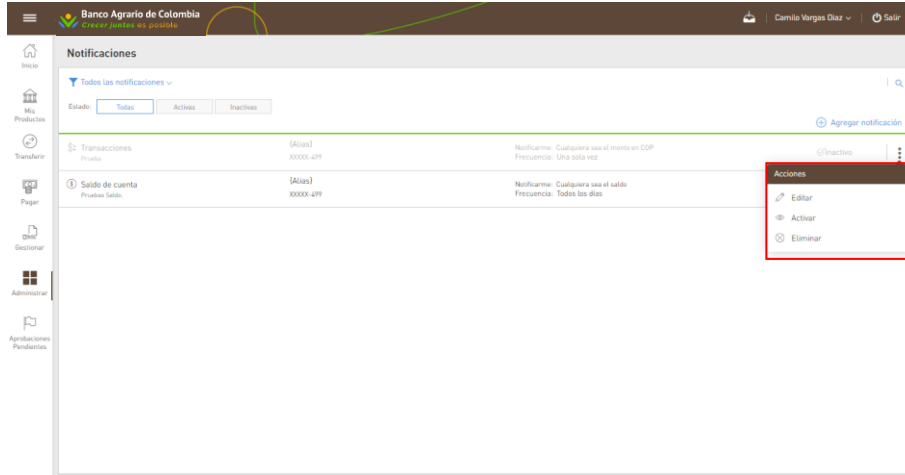 Banco Agrario de Colombia
Crecer juntos es posible
Camilo Vargas Diaz
Salir
Inicio
Mis
Productos
Transferir
Pagar
Gestionar
Administrar
Aprobaciones
Pendientes
Notificaciones
Todos las notificaciones
Estado:
Todas
Activas
Inactivas
Agregar notificación
Transacciones
Prueba
(Alias)
XXXXX-499
Notificarme: Cualquiera sea el monto en COP
Frecuencia: Una sola vez
Inactivo
Saldo de cuenta
Pruebas Saldo.
(Alias)
XXXXX-499
Notificarme: Cualquiera sea el saldo
Frecuencia: Todos los días
Acciones
Editar
Activar
Eliminar